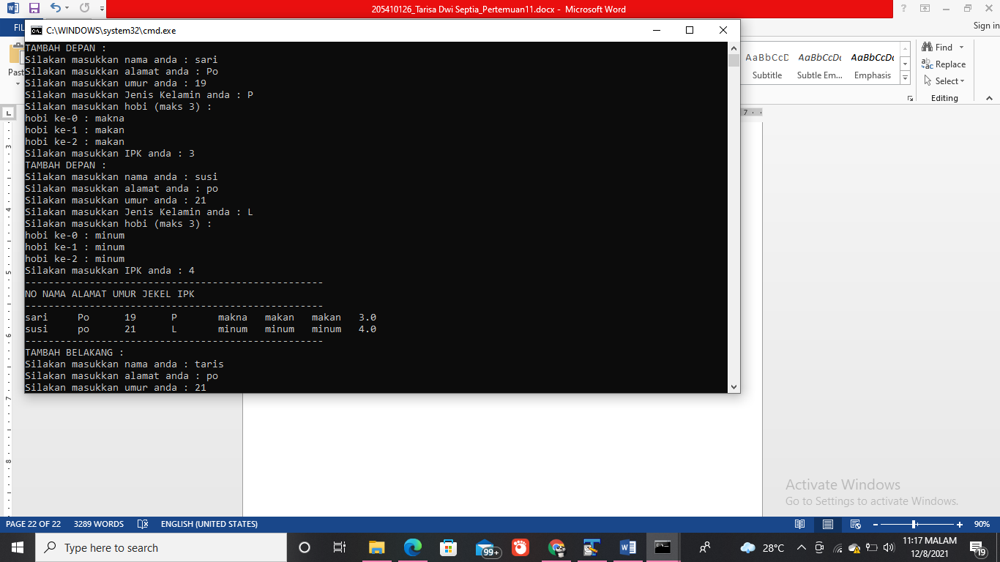 205410126_Tarisa Dwi Septia_Pertemuan11.docx - Microsoft Word
Sign in
FIL
C:\WINDOWS\system32\cmd.exe
Past
TAMBAH DEPAN :
Silakan masukkan nama anda : sari
Silakan masukkan alamat anda : Po
Silakan masukkan umur anda : 19
Silakan masukkan Jenis Kelamin anda : P
Silakan masukkan hobi (maks 3) :
hobi ke-0 : makna
hobi ke-1 : makan
hobi ke-2 : makan
Silakan masukkan IPK anda : 3
TAMBAH DEPAN :
Silakan masukkan nama anda : susi
Silakan masukkan alamat anda : po
Silakan masukkan umur anda : 21
Silakan masukkan Jenis Kelamin anda : L
Silakan masukkan hobi (maks 3) :
hobi ke-0 : minum
hobi ke-1 : minum
hobi ke-2 : minum
Silakan masukkan IPK anda : 4
---------------------------------------------------
NO NAMA ALAMAT UMUR JEKEL IPK
---------------------------------------------------
sari Po 19 P makna makan makan 3.0
susi po 21 L minum minum minum 4.0
---------------------------------------------------
TAMBAH BELAKANG :
Silakan masukkan nama anda : taris
Silakan masukkan alamat anda : po
Silakan masukkan umur anda : 21
AaBbCcD AaBbCcDı AaBbCcDı
Subtitle Subtle Em... Emphasis
Find
Replace
Select
Editing
7
3
4
5
6
7
8
Activate Windows
Go to Settings to activate Windows.
PAGE 22 OF 22 3289 WORDS ENGLISH (UNITED STATES) 90%
Type here to search
99+
28°C
11:17 MALAM
12/8/2021
19